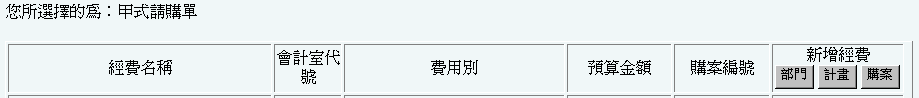 您所選擇的為：甲式請購單
經費名稱
會計室代號
費用別
預算金額
購案編號
新增經費
部門 計畫 購案